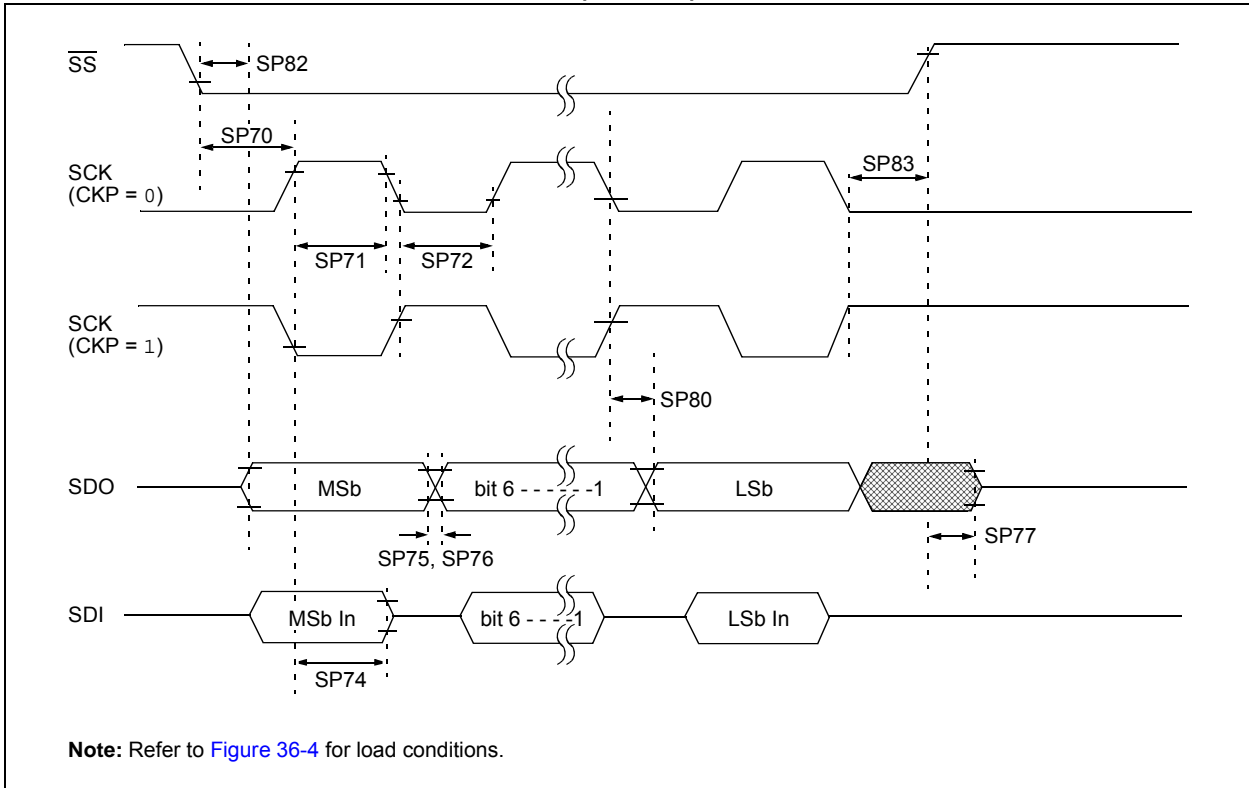 SS
SP82
SP70
SCK
(CKP = 0)
SP83
SP71
SP72
SCK
(CKP = 1)
SP80
SDO
MSb
bit 6 - - - - - -1
LSb
SP75, SP76
SP77
SDI
MSb In
bit 6 - - - -1
LSb In
SP74
Note: Refer to Figure 36-4 for load conditions.